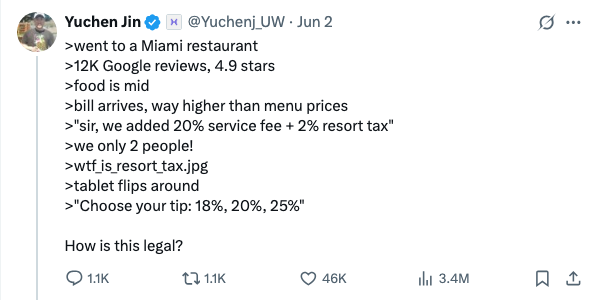 Yuchen Jin @Yuchenj_UW · Jun 2
>went to a Miami restaurant
>12K Google reviews, 4.9 stars
>food is mid
>bill arrives, way higher than menu prices
>"sir, we added 20% service fee + 2% resort tax"
>we only 2 people!
>wtf_is_resort_tax.jpg
>tablet flips around
>"Choose your tip: 18%, 20%, 25%"
How is this legal?
1.1K 1.1K 46K 3.4M